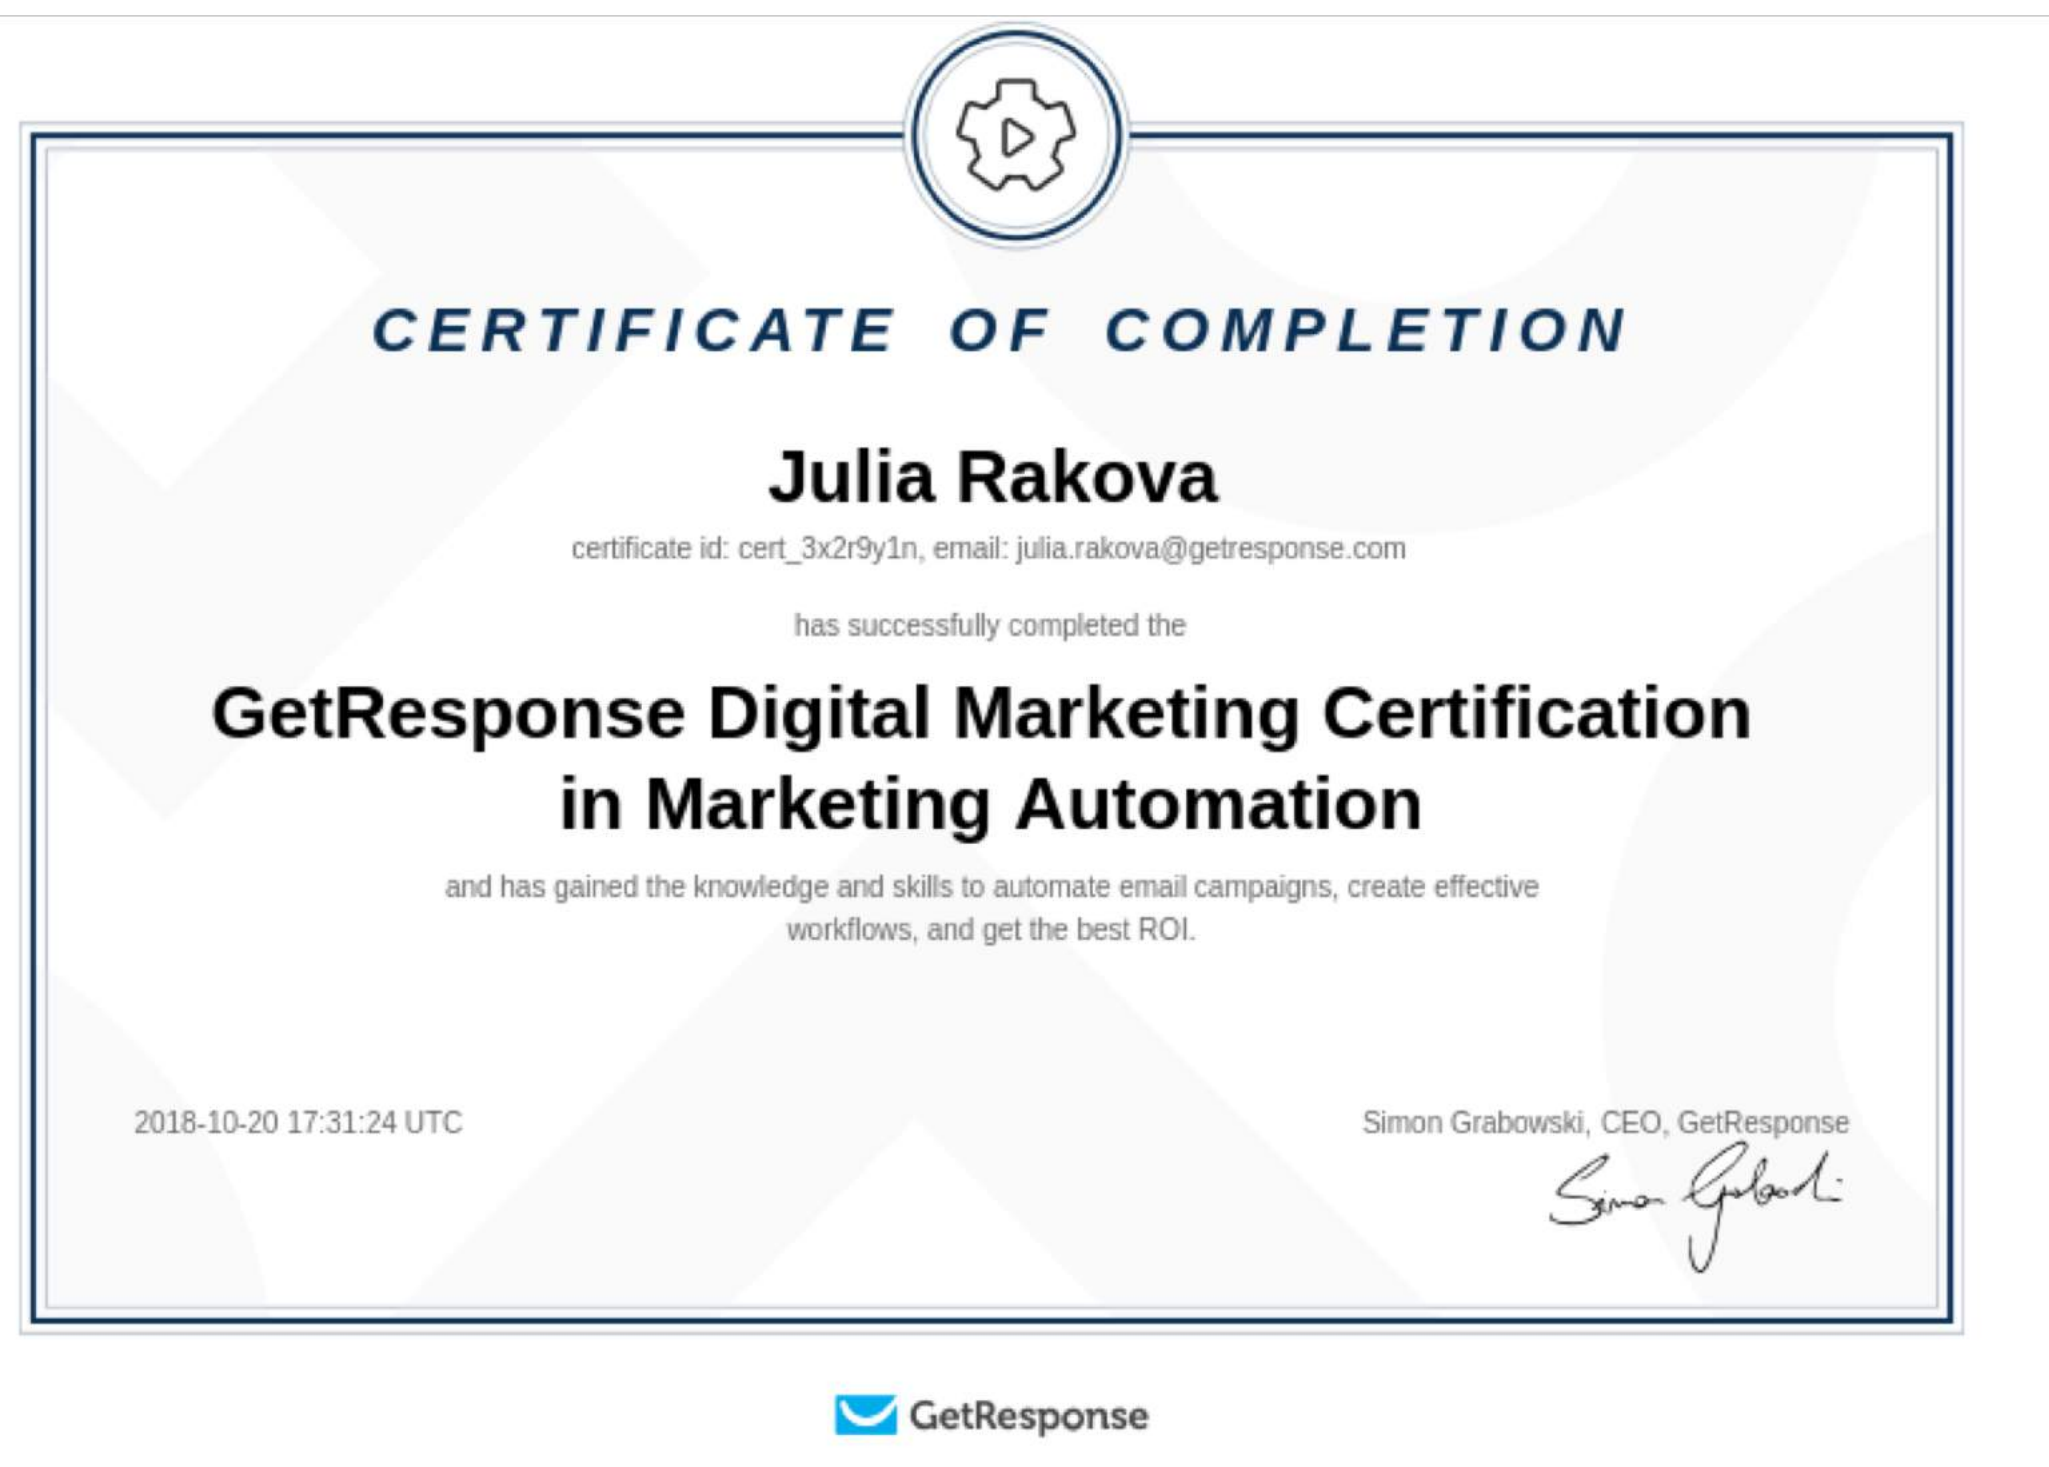 CERTIFICATE OF COMPLETION
Julia Rakova
certificate id: cert_3x2r9y1n, email: julia.rakova@getresponse.com
has successfully completed the
GetResponse Digital Marketing Certification
in Marketing Automation
and has gained the knowledge and skills to automate email campaigns, create effective
workflows, and get the best ROI.
2018-10-20 17:31:24 UTC
Simon Grabowski, CEO, GetResponse
GetResponse